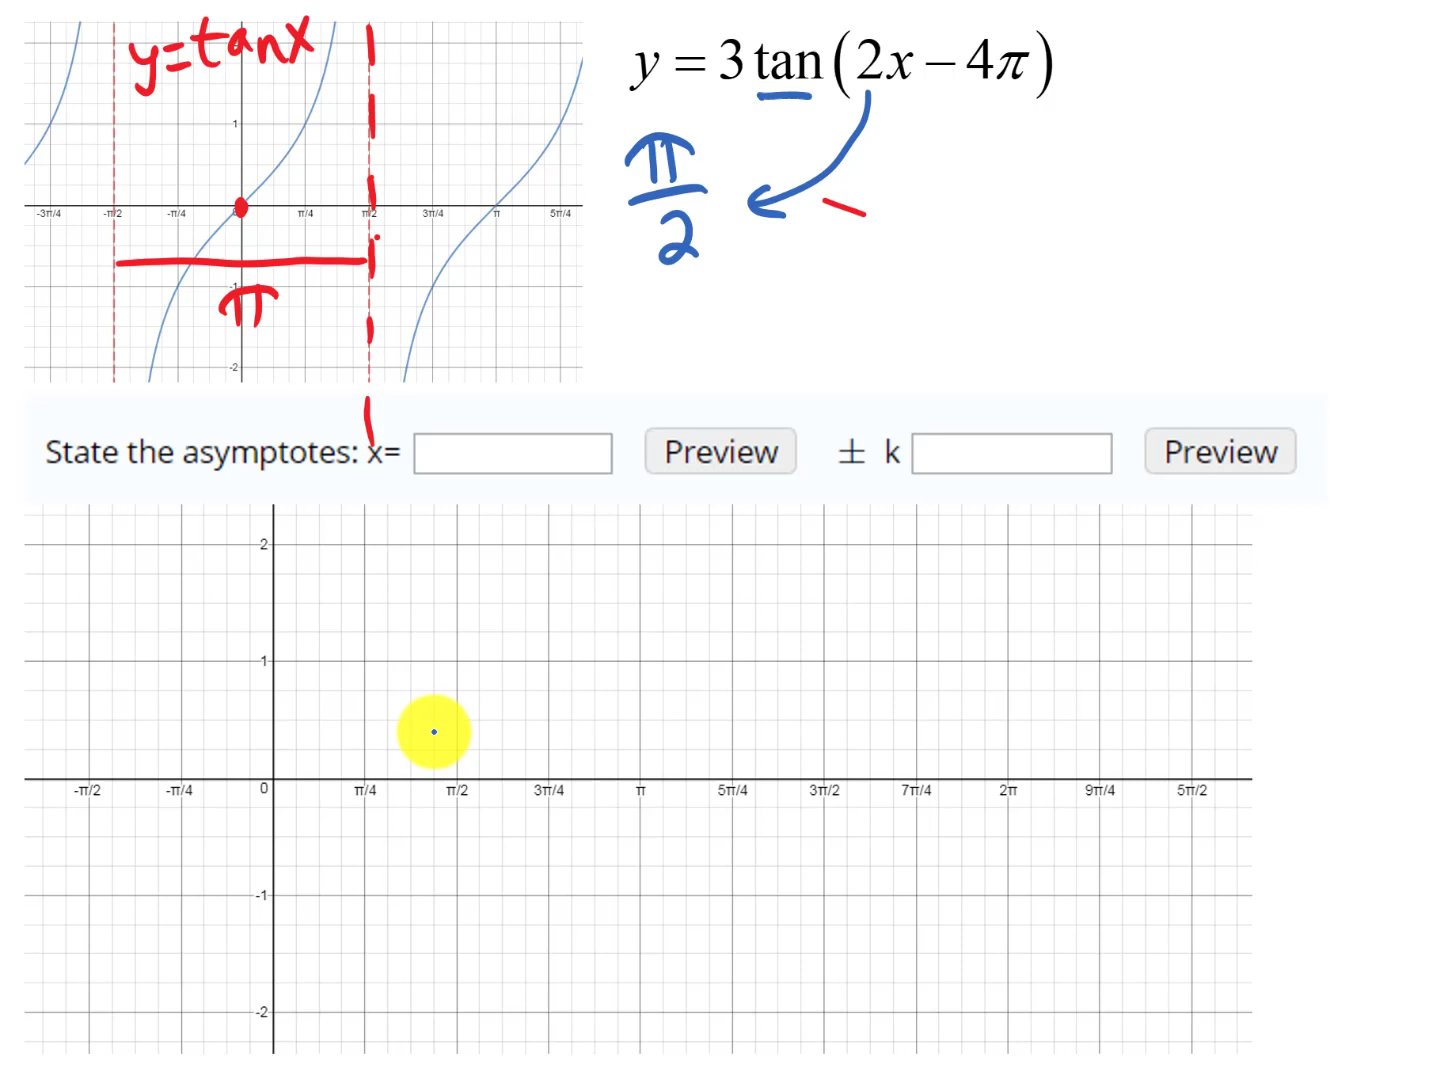 y=tanx
1
-3π/4 -π/2 -π/4 π/4 π/2 3π/4 π 5π/4
-1
π
-2
y = 3 tan(2x − 4π)
π
2
State the asymptotes: x= Preview ± k Preview
2
1
-π/2 -π/4 0 π/4 π/2 3π/4 π 5π/4 3π/2 7π/4 2π 9π/4 5π/2
-1
-2